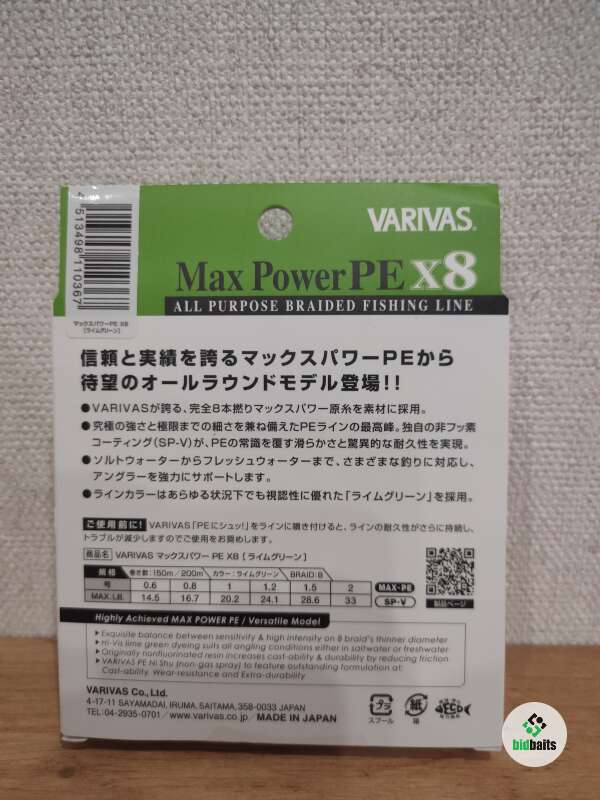 4513498110367
マックスパワーPE X8
[ライムグリーン]
VARIVAS®
Max Power PE x8
ALL PURPOSE BRAIDED FISHING LINE
信頼と実績を誇るマックスパワーPEから
待望のオールラウンドモデル登場!!
●VARIVASが誇る、完全8本撚りマックスパワー原糸を素材に採用。
●究極の強さと極限までの細さを兼ね備えたPEラインの最高峰。独自の非フッ素
コーティング(SP-V)が、PEの常識を覆す滑らかさと驚異的な耐久性を実現。
●ソルトウォーターからフレッシュウォーターまで、さまざまな釣りに対応し、
アングラーを強力にサポートします。
●ラインカラーはあらゆる状況下でも視認性に優れた「ライムグリーン」を採用。
ご使用前に! VARIVAS「PEにシュッ!」をラインに噴き付けると、ラインの耐久性がさらに持続し、
トラブルが減少しますのでご使用をお奨めします。
商品名 VARIVAS マックスパワー PE X8 [ライムグリーン]
規格 巻き数:150m/200m カラー:ライムグリーン BRAID:8
号 0.6 0.8 1 1.2 1.5 2 MAX-PE
MAX.LB 14.5 16.7 20.2 24.1 28.6 33 SP-V
製品ページ
Highly Achieved MAX POWER PE / Versatile Model
▸Exquisite balance between sensitivity & high intensity on 8 braid's thinner diameter
▸Hi-Vis lime green dyeing suits all angling conditions either in saltwater or freshwater
▸Originally nonfluorinated resin increases cast-ability & durability by reducing friction
▸VARIVAS PE Ni Shu (non-gas spray) to feature outstanding formulation at:
Cast-ability, Wear-resistance and Extra-durability
VARIVAS Co.,Ltd.
4-17-11 SAYAMADAI, IRUMA, SAITAMA, 358-0033 JAPAN
TEL:04-2935-0701／www.varivas.co.jp／MADE IN JAPAN
プラ
スプール
紙
箱
ECO
bidbaits